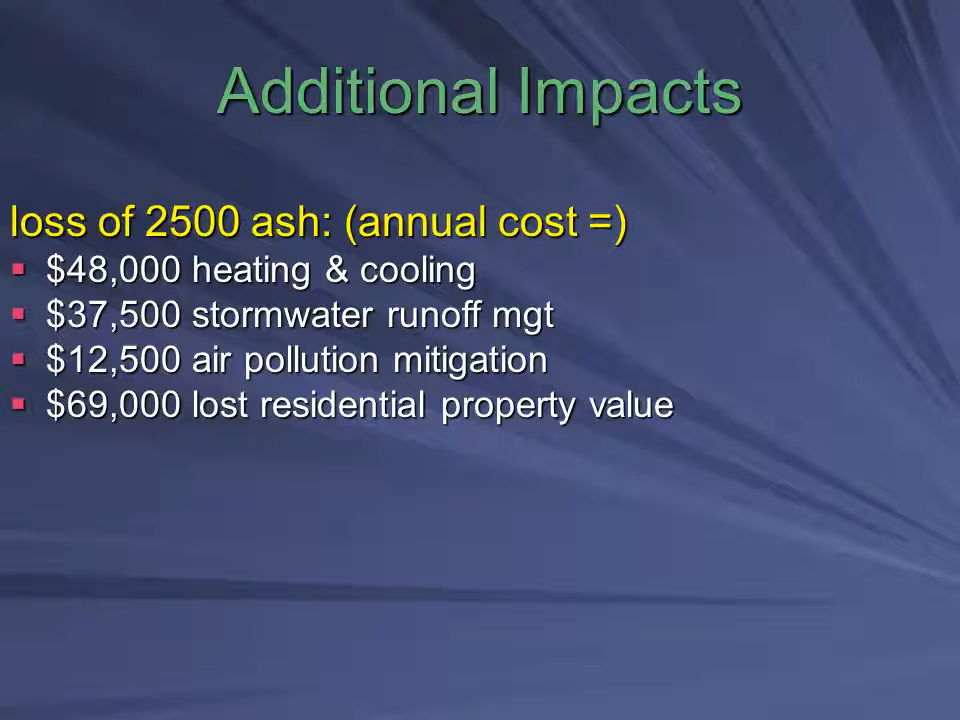 Additional Impacts
loss of 2500 ash: (annual cost =)
▪ $48,000 heating & cooling
▪ $37,500 stormwater runoff mgt
▪ $12,500 air pollution mitigation
▪ $69,000 lost residential property value